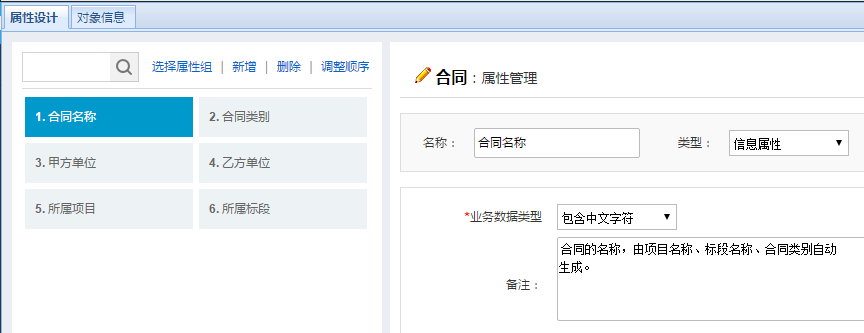 属性设计 对象信息
选择属性组 | 新增 | 删除 | 调整顺序
1. 合同名称 2. 合同类别
3. 甲方单位 4. 乙方单位
5. 所属项目 6. 所属标段
合同：属性管理
名称： 合同名称 类型： 信息属性
*业务数据类型 包含中文字符
备注：
合同的名称，由项目名称、标段名称、合同类别自动
生成。